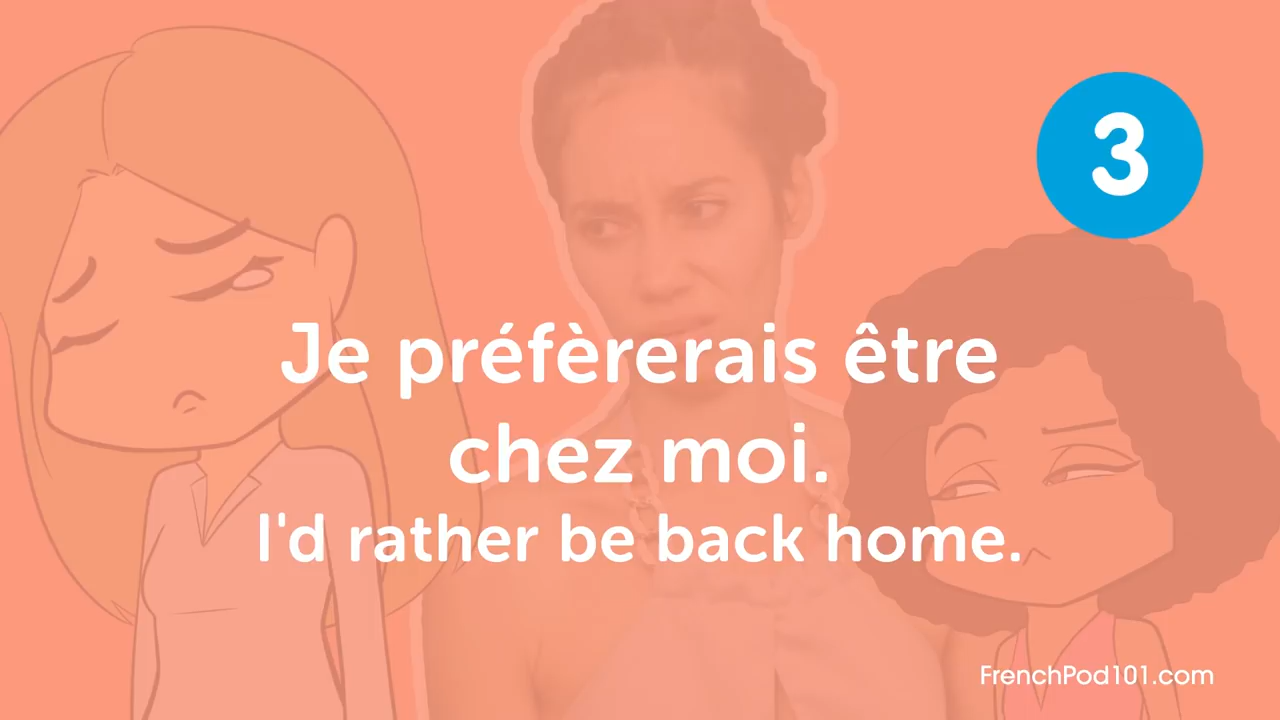 3
Je préfèrerais être
chez moi.
I'd rather be back home.
FrenchPod101.com